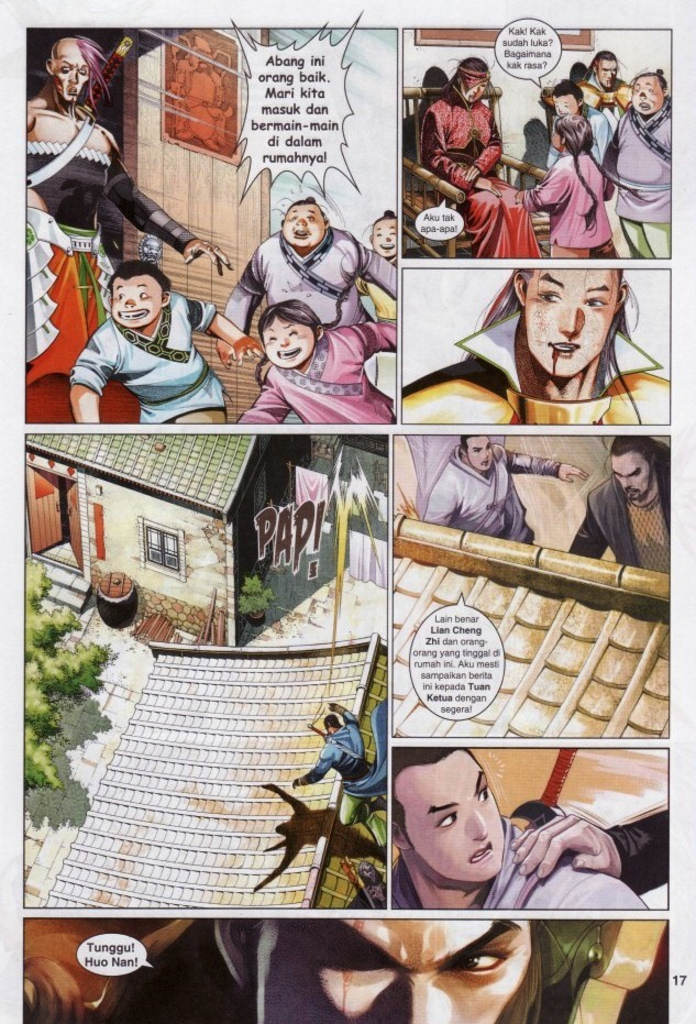 Abang ini
orang baik.
Mari kita
masuk dan
bermain-main
di dalam
rumahnya!
Kak! Kak
sudah luka?
Bagaimana
kak rasa?
Aku tak
apa-apa!
PAP!
Lain benar
Lian Cheng
Zhi dan orang-
orang yang tinggal di
rumah ini. Aku mesti
sampaikan berita
ini kepada Tuan
Ketua dengan
segera!
Tunggu!
Huo Nan!
17